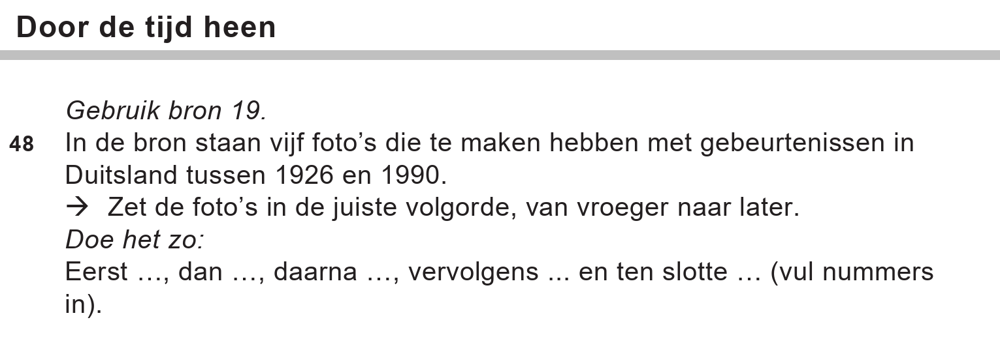 Door de tijd heen
Gebruik bron 19.
48 In de bron staan vijf foto’s die te maken hebben met gebeurtenissen in
Duitsland tussen 1926 en 1990.
→ Zet de foto’s in de juiste volgorde, van vroeger naar later.
Doe het zo:
Eerst …, dan …, daarna …, vervolgens ... en ten slotte … (vul nummers
in).